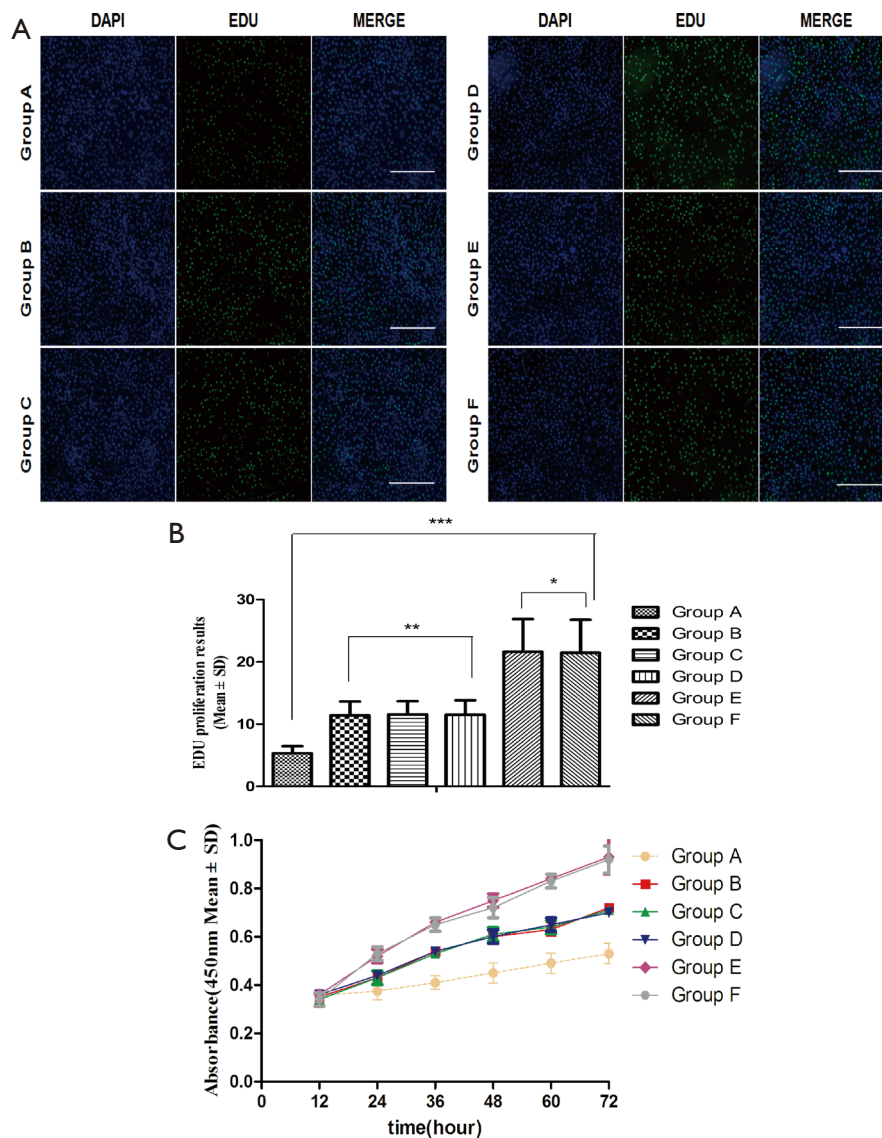 A
DAPI EDU MERGE
DAPI EDU MERGE
Group A
Group B
Group C
Group D
Group E
Group F
B
***
**
*
EDU proliferation results
(Mean ± SD)
30
20
10
0
Group A
Group B
Group C
Group D
Group E
Group F
C
Absorbance(450nm Mean ± SD)
1.0
0.8
0.6
0.4
0.2
0.0
0 12 24 36 48 60 72
time(hour)
Group A
Group B
Group C
Group D
Group E
Group F